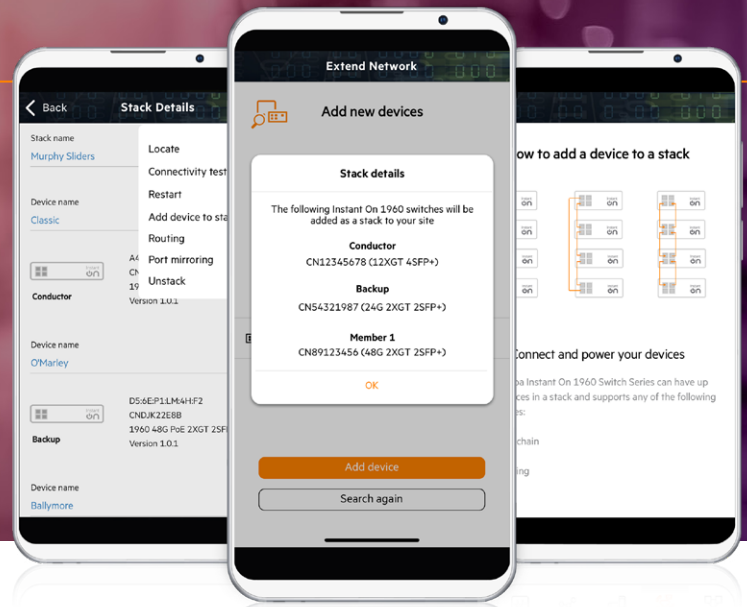 Back
Stack Details
Stack name
Murphy Sliders
Device name
Classic
Conductor
Version 1.0.1
Locate
Connectivity test
Restart
Add device to sta
Routing
Port mirroring
Unstack
Device name
O'Marley
D5:6E:P1:LM:4H:F2
CNDJK22E8B
1960 48G PoE 2XGT 2SF
Version 1.0.1
Backup
Device name
Ballymore
Extend Network
Add new devices
Stack details
The following Instant On 1960 switches will be
added as a stack to your site
Conductor
CN12345678 (12XGT 4SFP+)
Backup
CN54321987 (24G 2XGT 2SFP+)
Member 1
CN89123456 (48G 2XGT 2SFP+)
OK
Add device
Search again
ow to add a device to a stack
onnect and power your devices
ba Instant On 1960 Switch Series can have up
ces in a stack and supports any of the following
es:
chain
ing